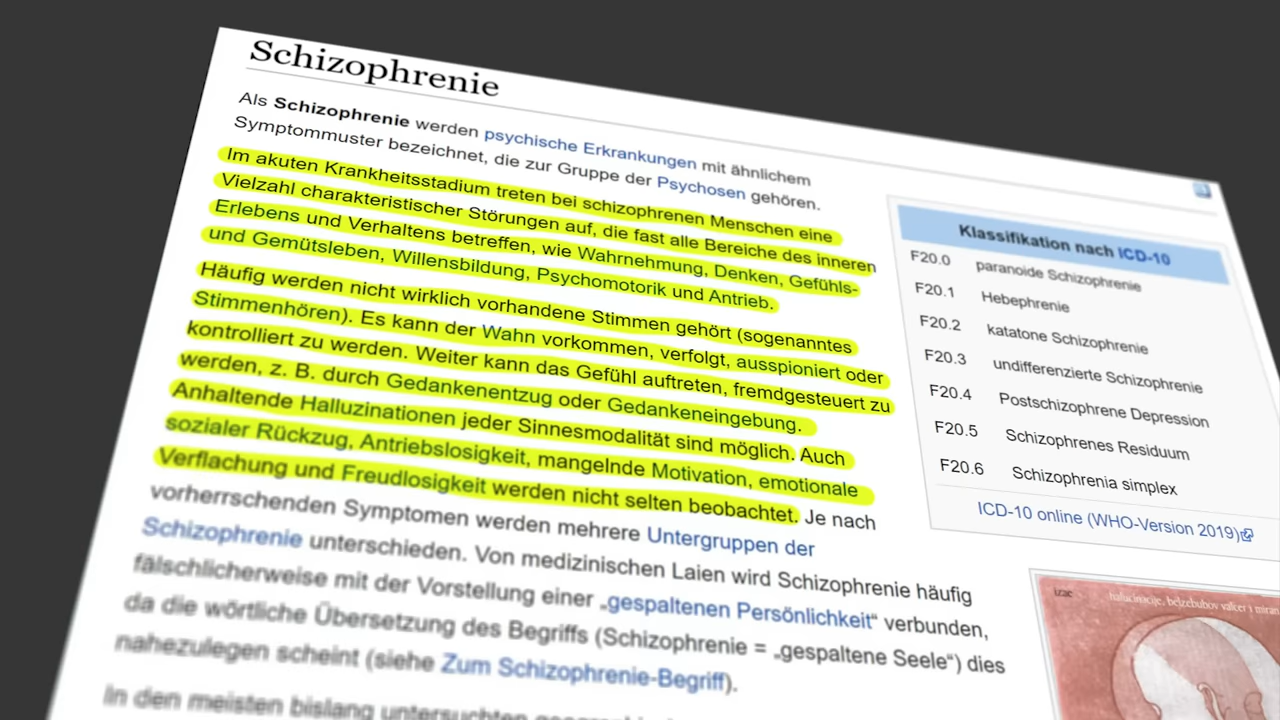 Schizophrenie
Als Schizophrenie werden psychische Erkrankungen mit ähnlichem
Symptommuster bezeichnet, die zur Gruppe der Psychosen gehören.
Im akuten Krankheitsstadium treten bei schizophrenen Menschen eine
Vielzahl charakteristischer Störungen auf, die fast alle Bereiche des inneren
Erlebens und Verhaltens betreffen, wie Wahrnehmung, Denken, Gefühls-
und Gemütsleben, Willensbildung, Psychomotorik und Antrieb.
Häufig werden nicht wirklich vorhandene Stimmen gehört (sogenanntes
Stimmenhören). Es kann der Wahn vorkommen, verfolgt, ausspioniert oder
kontrolliert zu werden. Weiter kann das Gefühl auftreten, fremdgesteuert zu
werden, z. B. durch Gedankenentzug oder Gedankeneingebung.
Anhaltende Halluzinationen jeder Sinnesmodalität sind möglich. Auch
sozialer Rückzug, Antriebslosigkeit, mangelnde Motivation, emotionale
Verflachung und Freudlosigkeit werden nicht selten beobachtet. Je nach
vorherrschenden Symptomen werden mehrere Untergruppen der
Schizophrenie unterschieden. Von medizinischen Laien wird Schizophrenie häufig
fälschlicherweise mit der Vorstellung einer „gespaltenen Persönlichkeit“ verbunden,
da die wörtliche Übersetzung des Begriffs (Schizophrenie = „gespaltene Seele“) dies
nahezulegen scheint (siehe Zum Schizophrenie-Begriff).
In den meisten bislang untersuchten
Klassifikation nach ICD-10
F20.0 paranoide Schizophrenie
F20.1 Hebephrenie
F20.2 katatone Schizophrenie
F20.3 undifferenzierte Schizophrenie
F20.4 Postschizophrene Depression
F20.5 Schizophrenes Residuum
F20.6 Schizophrenia simplex
ICD-10 online (WHO-Version 2019)
izae halucinacije, belzebubov valcer s